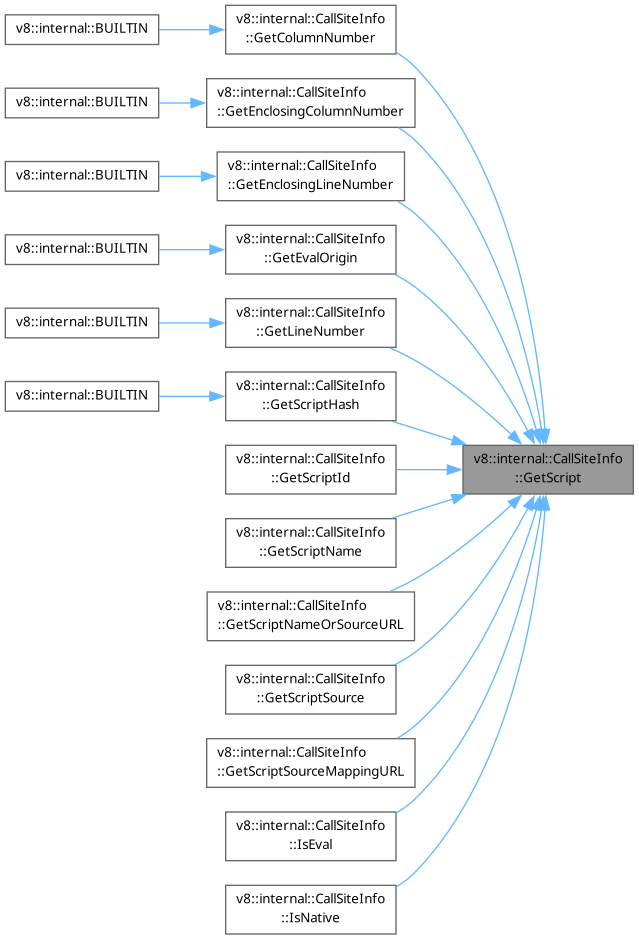 v8::internal::BUILTIN
v8::internal::CallSiteInfo
::GetColumnNumber
v8::internal::BUILTIN
v8::internal::CallSiteInfo
::GetEnclosingColumnNumber
v8::internal::BUILTIN
v8::internal::CallSiteInfo
::GetEnclosingLineNumber
v8::internal::BUILTIN
v8::internal::CallSiteInfo
::GetEvalOrigin
v8::internal::BUILTIN
v8::internal::CallSiteInfo
::GetLineNumber
v8::internal::BUILTIN
v8::internal::CallSiteInfo
::GetScriptHash
v8::internal::CallSiteInfo
::GetScriptId
v8::internal::CallSiteInfo
::GetScript
v8::internal::CallSiteInfo
::GetScriptName
v8::internal::CallSiteInfo
::GetScriptNameOrSourceURL
v8::internal::CallSiteInfo
::GetScriptSource
v8::internal::CallSiteInfo
::GetScriptSourceMappingURL
v8::internal::CallSiteInfo
::IsEval
v8::internal::CallSiteInfo
::IsNative